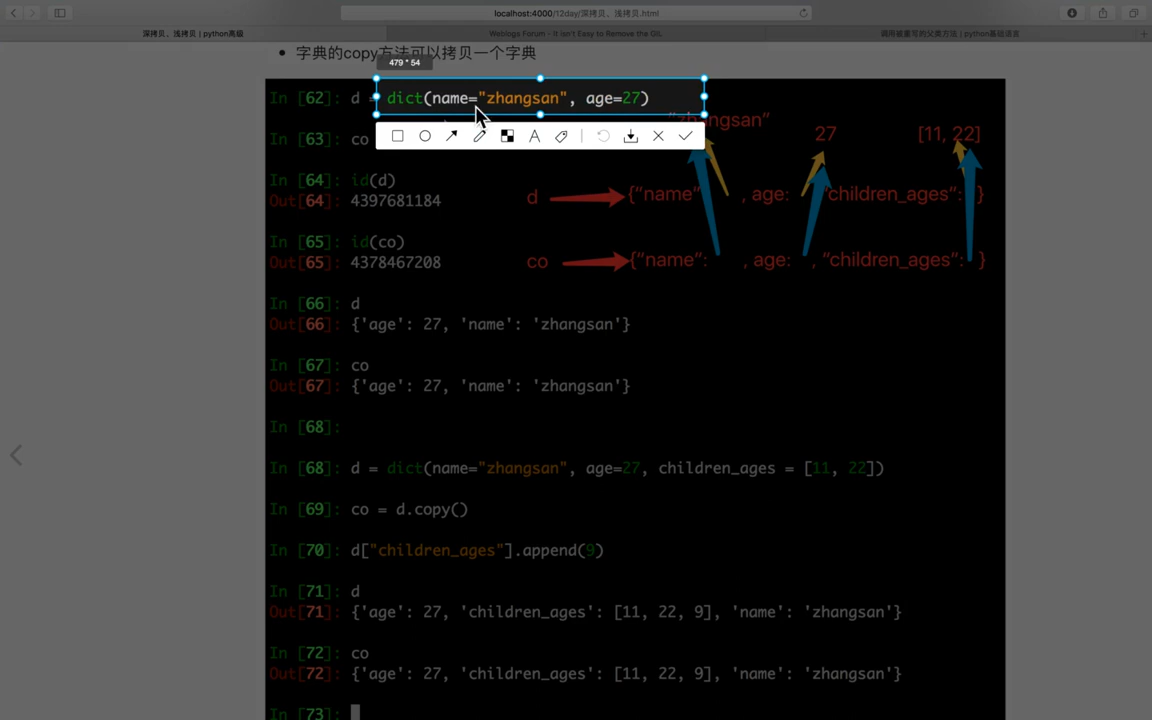 localhost:4000/12day/深拷贝、浅拷贝.html
深拷贝、浅拷贝 | python高级
Weblogs Forum - It isn't Easy to Remove the GIL
调用被重写的父类方法 | python基础语言
字典的copy方法可以拷贝一个字典
479 * 54
In [62]: d = dict(name="zhangsan", age=27)
"zhangsan"
27
[11, 22]
In [63]: co
In [64]: id(d)
Out[64]: 4397681184
d
{"name" , age: "children_ages": }
In [65]: id(co)
Out[65]: 4378467208
co
{"name": , age: , "children_ages": }
In [66]: d
Out[66]: {'age': 27, 'name': 'zhangsan'}
In [67]: co
Out[67]: {'age': 27, 'name': 'zhangsan'}
In [68]:
In [68]: d = dict(name="zhangsan", age=27, children_ages = [11, 22])
In [69]: co = d.copy()
In [70]: d["children_ages"].append(9)
In [71]: d
Out[71]: {'age': 27, 'children_ages': [11, 22, 9], 'name': 'zhangsan'}
In [72]: co
Out[72]: {'age': 27, 'children_ages': [11, 22, 9], 'name': 'zhangsan'}
In [73]: